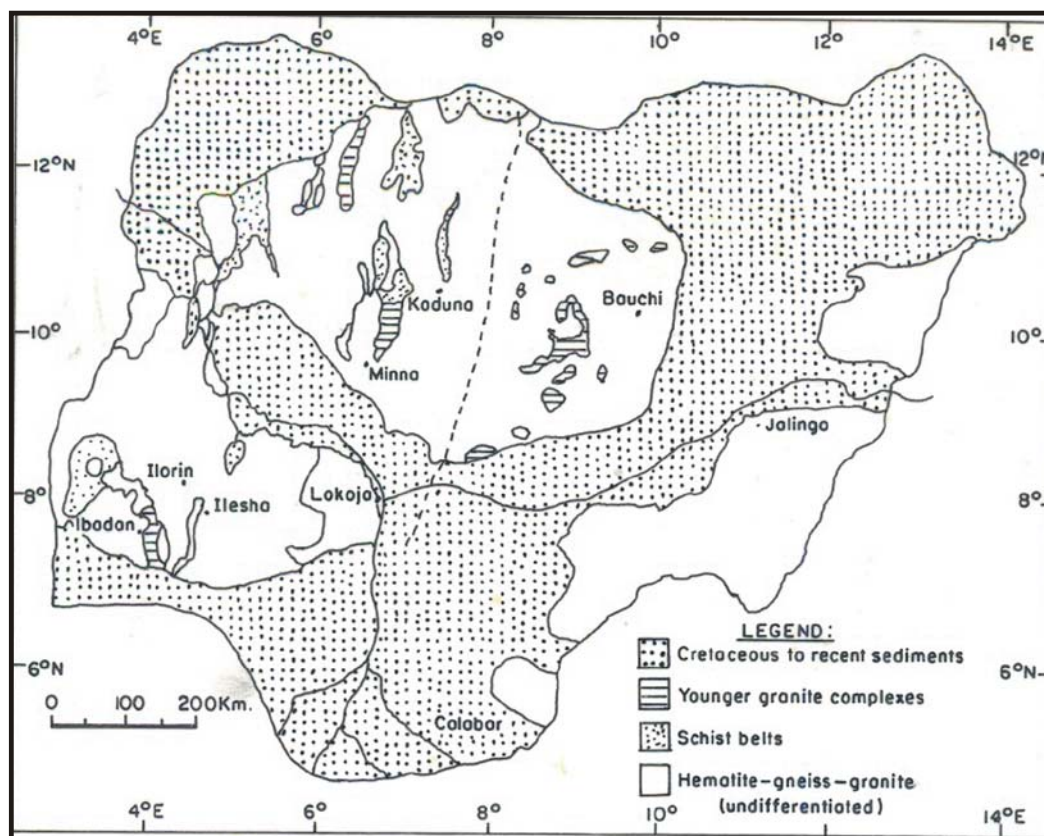 4°E 6° 8° 10° 12° 14°E
12°N 12°N
Kaduna Bauchi
10° 10°
Minna
Jalingo
Ilorin Lokoja
8° Ilesha 8°
Ibadan
LEGEND:
Cretaceous to recent sediments
6°N 6°N
Younger granite complexes
0 100 200Km.
Calabar
Schist belts
Hematite-gneiss-granite
(undifferentiated)
4°E 6° 8° 10° 12° 14°E